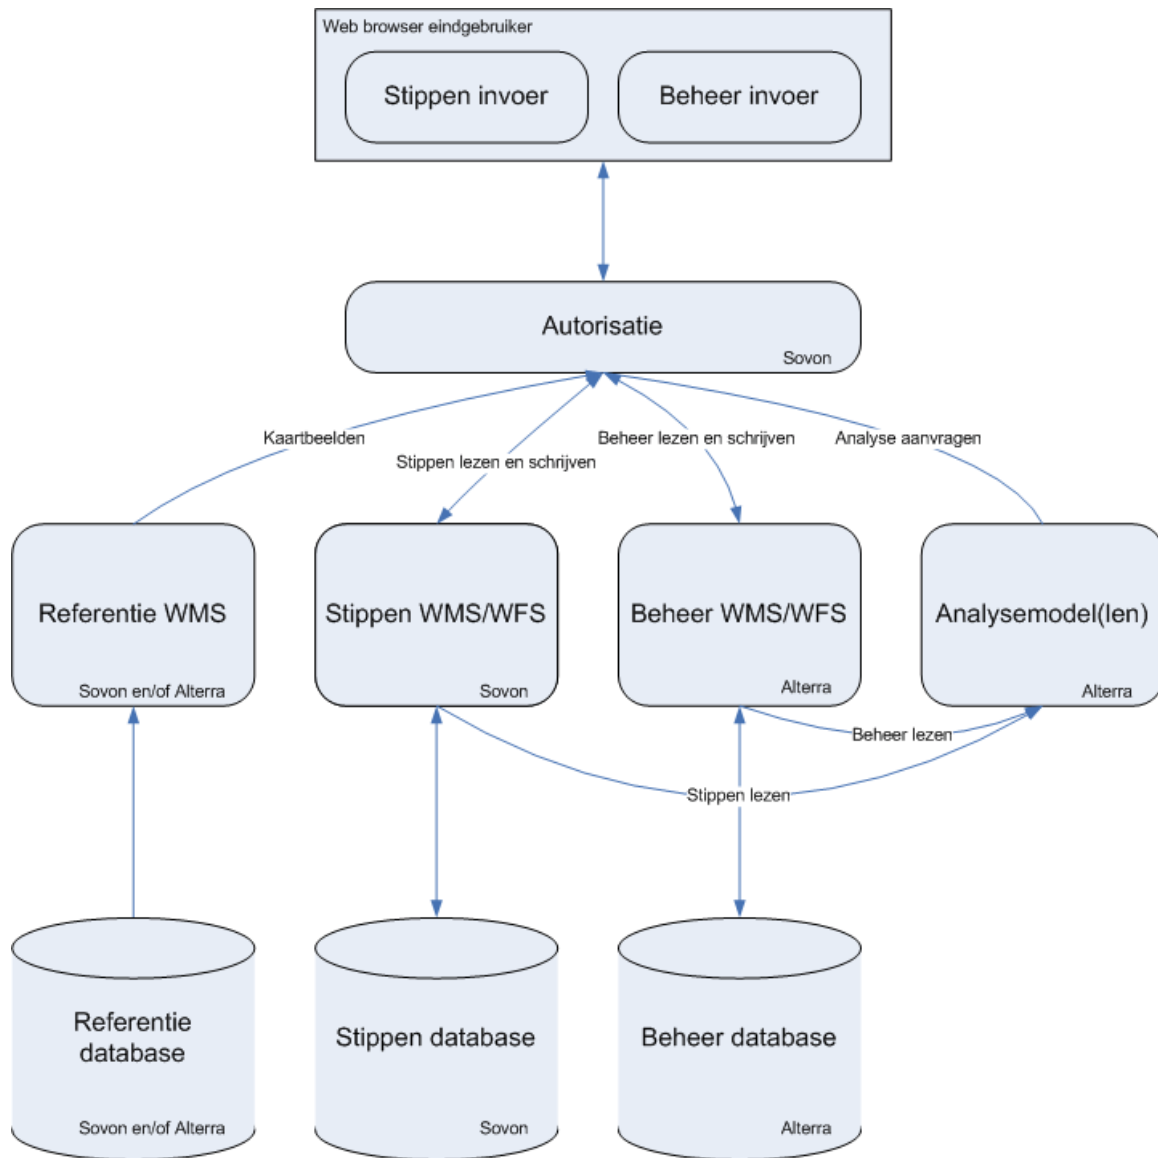 Web browser eindgebruiker
Stippen invoer
Beheer invoer
Autorisatie
Sovon
Kaartbeelden
Stippen lezen en schrijven
Beheer lezen en schrijven
Analyse aanvragen
Referentie WMS
Sovon en/of Alterra
Stippen WMS/WFS
Sovon
Beheer WMS/WFS
Alterra
Analysemodel(len)
Alterra
Beheer lezen
Stippen lezen
Referentie
database
Sovon en/of Alterra
Stippen database
Sovon
Beheer database
Alterra